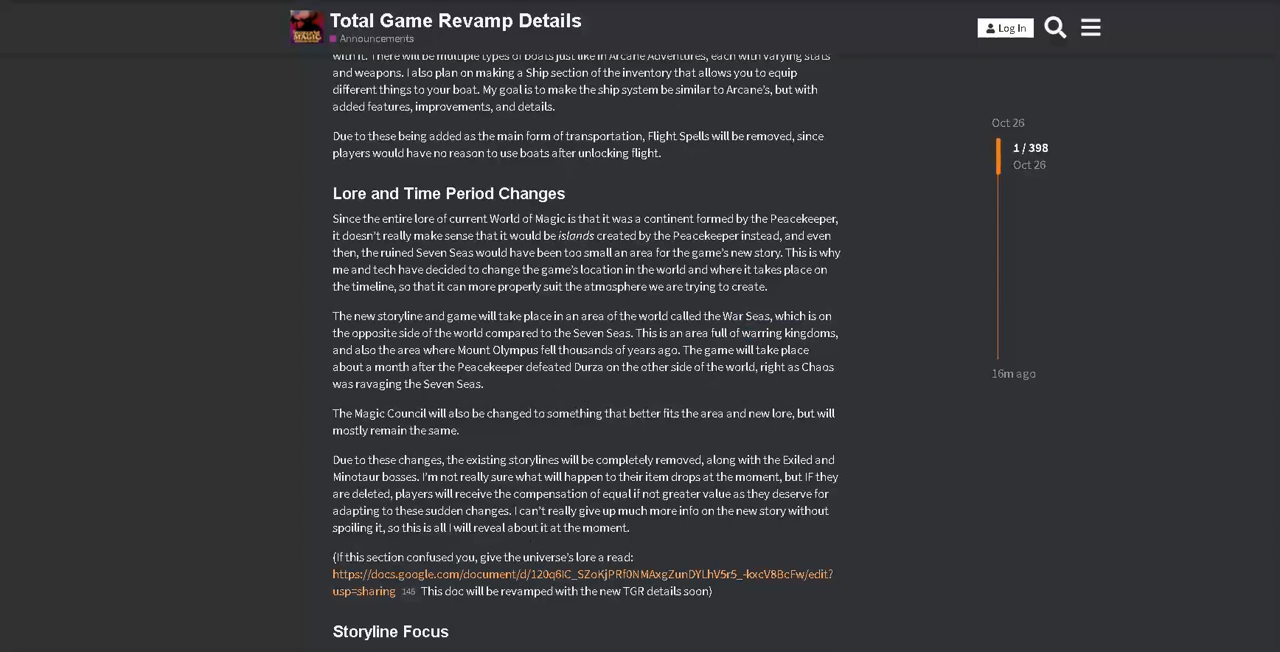 Total Game Revamp Details
Announcements
Log In
with it. There will be multiple types of boats just like in Arcane Adventures, each with varying stats
and weapons. I also plan on making a Ship section of the inventory that allows you to equip
different things to your boat. My goal is to make the ship system be similar to Arcane's, but with
added features, improvements, and details.
Due to these being added as the main form of transportation, Flight Spells will be removed, since
players would have no reason to use boats after unlocking flight.
Lore and Time Period Changes
Since the entire lore of current World of Magic is that it was a continent formed by the Peacekeeper,
it doesn't really make sense that it would be islands created by the Peacekeeper instead, and even
then, the ruined Seven Seas would have been too small an area for the game's new story. This is why
me and tech have decided to change the game's location in the world and where it takes place on
the timeline, so that it can more properly suit the atmosphere we are trying to create.
The new storyline and game will take place in an area of the world called the War Seas, which is on
the opposite side of the world compared to the Seven Seas. This is an area full of warring kingdoms,
and also the area where Mount Olympus fell thousands of years ago. The game will take place
about a month after the Peacekeeper defeated Durza on the other side of the world, right as Chaos
was ravaging the Seven Seas.
The Magic Council will also be changed to something that better fits the area and new lore, but will
mostly remain the same.
Due to these changes, the existing storylines will be completely removed, along with the Exiled and
Minotaur bosses. I'm not really sure what will happen to their item drops at the moment, but IF they
are deleted, players will receive the compensation of equal if not greater value as they deserve for
adapting to these sudden changes. I can't really give up much more info on the new story without
spoiling it, so this is all I will reveal about it at the moment.
(If this section confused you, give the universe's lore a read:
https://docs.google.com/document/d/120q6IC_SZoKjPRf0NMAxgZunDYLhV5r5_-kxcV8BcFw/edit?
usp=sharing 146 This doc will be revamped with the new TGR details soon)
Storyline Focus
Oct 26
1 / 398
Oct 26
16m ago